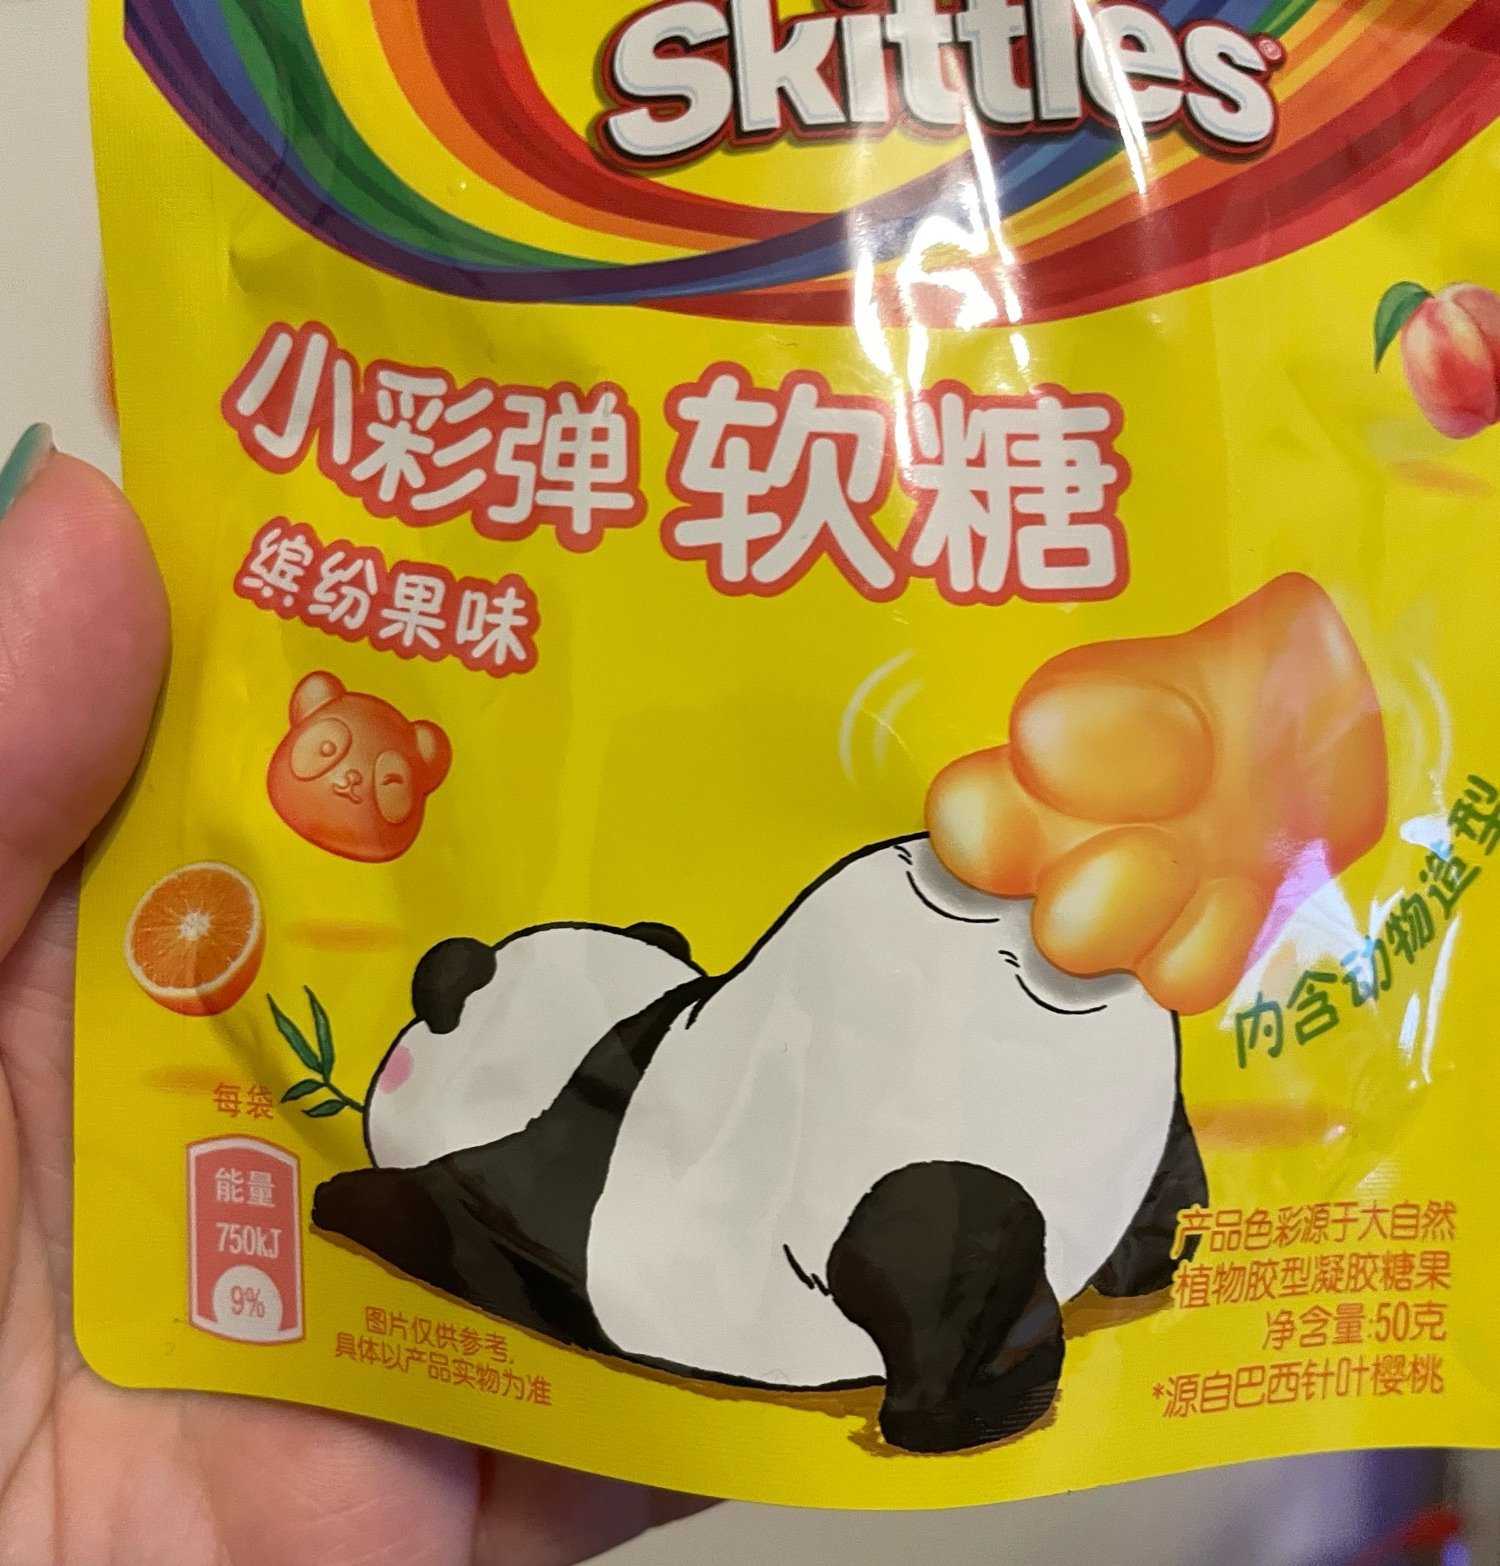 skittles®
小彩弹 软糖
缤纷果味
内含动物造型
每袋
能量
750kJ
9%
图片仅供参考,
具体以产品实物为准
产品色彩源于大自然
植物胶型凝胶糖果
净含量:50克
*源自巴西针叶樱桃